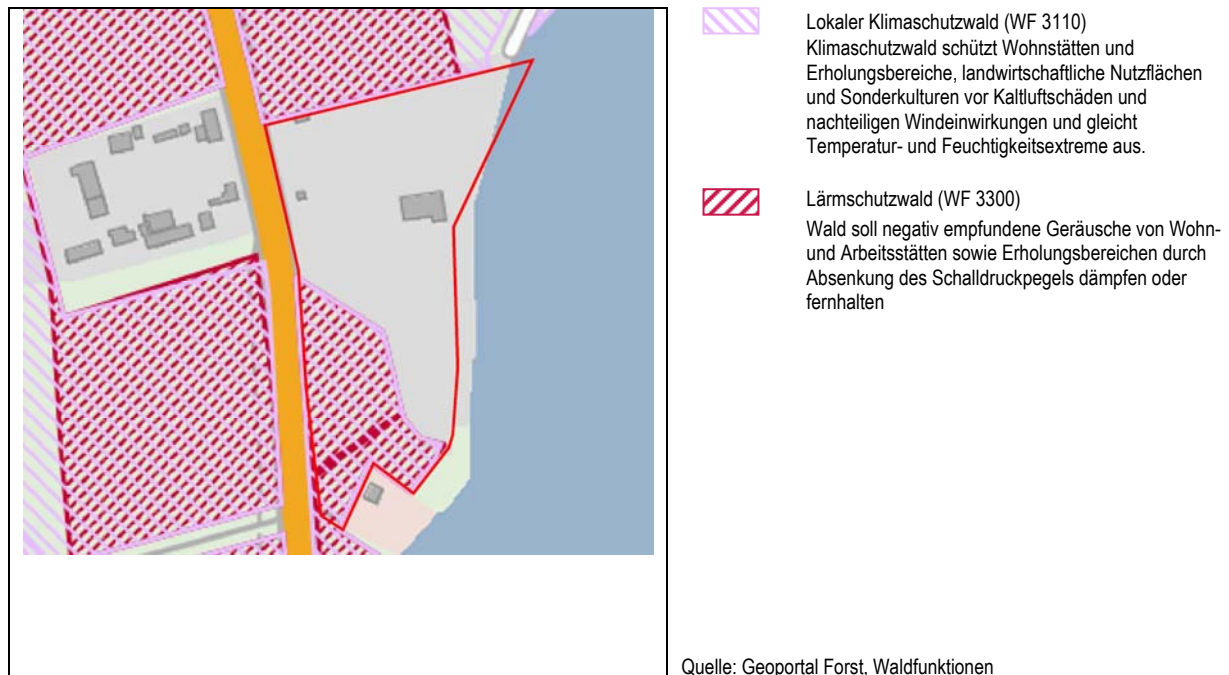 Lokaler Klimaschutzwald (WF 3110)
Klimaschutzwald schützt Wohnstätten und
Erholungsbereiche, landwirtschaftliche Nutzflächen
und Sonderkulturen vor Kaltluftschäden und
nachteiligen Windeinwirkungen und gleicht
Temperatur- und Feuchtigkeitsextreme aus.
Lärmschutzwald (WF 3300)
Wald soll negativ empfundene Geräusche von Wohn-
und Arbeitsstätten sowie Erholungsbereichen durch
Absenkung des Schalldruckpegels dämpfen oder
fernhalten
Quelle: Geoportal Forst, Waldfunktionen